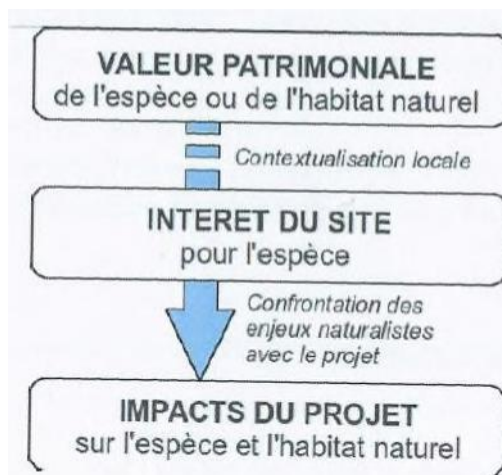 VALEUR PATRIMONIALE
de l'espèce ou de l'habitat naturel
Contextualisation locale
INTERET DU SITE
pour l'espèce
Confrontation des
enjeux naturalistes
avec le projet
IMPACTS DU PROJET
sur l'espèce et l'habitat naturel